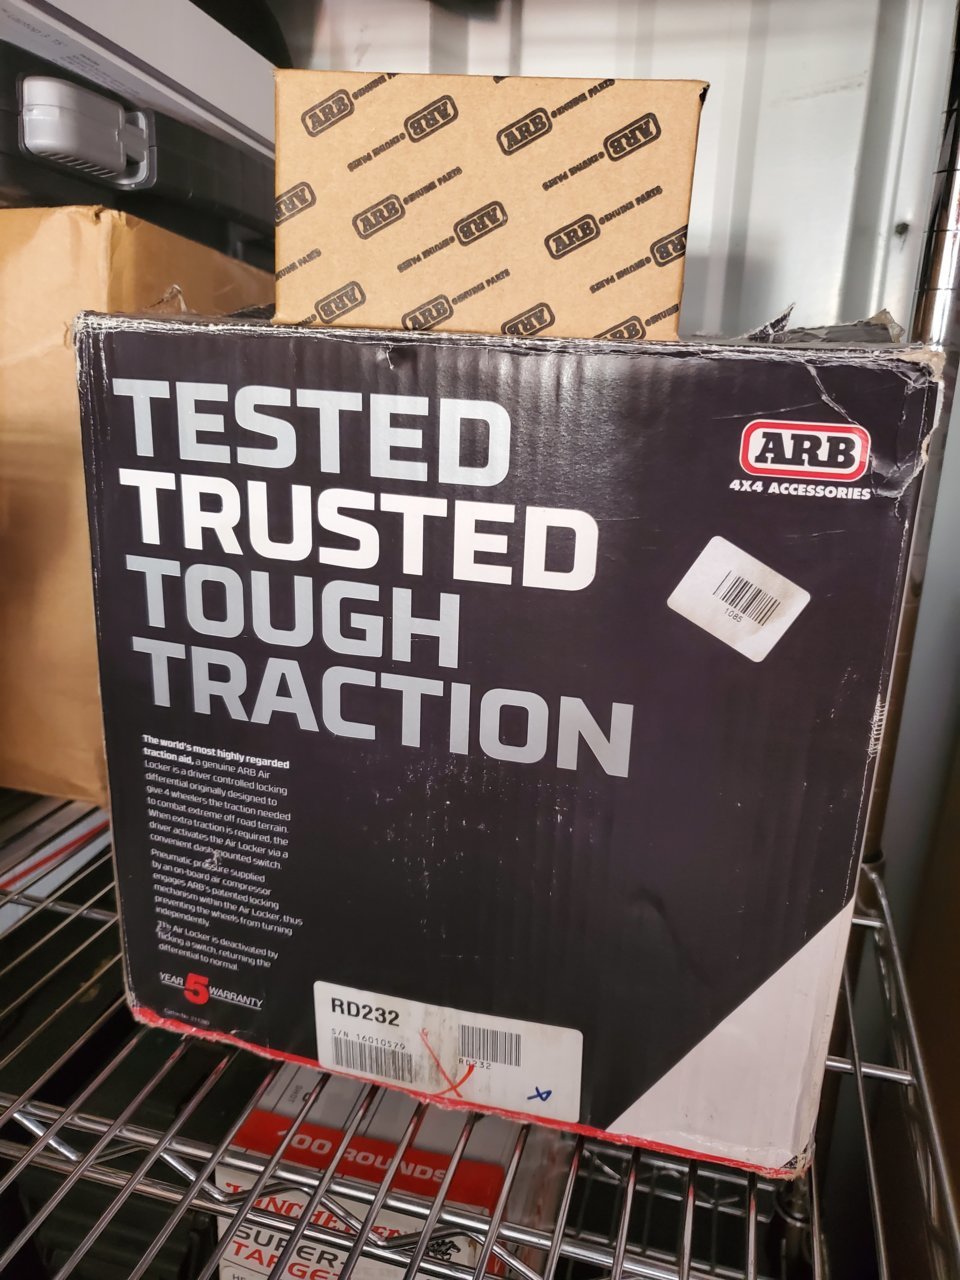 ARB GENUINE PARTS
TESTED
TRUSTED
TOUGH
TRACTION
ARB
4X4 ACCESSORIES
1085
The world's most highly regarded
traction aid, a genuine ARB Air
Locker is a driver controlled locking
differential originally designed to
give 4 wheelers the traction needed
to combat extreme off road terrain.
When extra traction is required, the
driver activates the Air Locker via a
convenient dash mounted switch.
Pneumatic pressure supplied
by an on-board air compressor
engages ARB's patented locking
mechanism within the Air Locker, thus
preventing the wheels from turning
independently.
The Air Locker is deactivated by
flicking a switch, returning the
differential to normal.
YEAR 5 WARRANTY
RD232
S/N 16010579
RD232
400 ROUNDS
WINCHESTER
SUPER-
TARGET